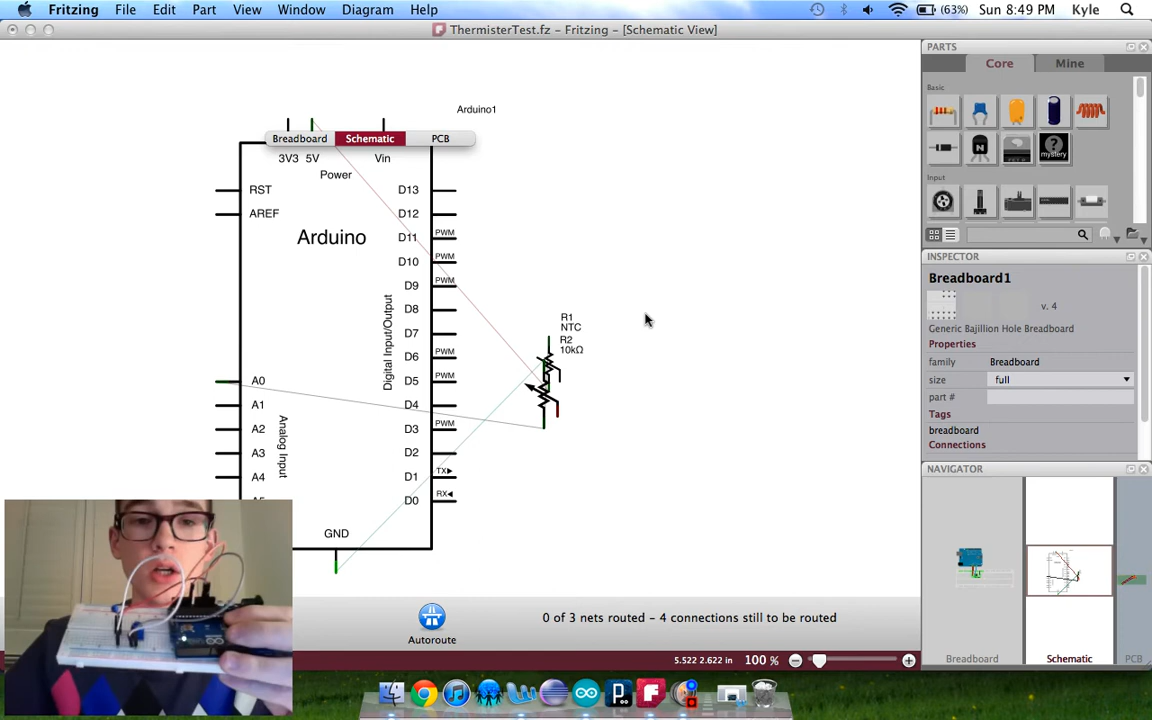 Fritzing File Edit Part View Window Diagram Help
(63%) Sun 8:49 PM Kyle
ThermisterTest.fz - Fritzing - [Schematic View]
Arduino1
Breadboard Schematic PCB
3V3 5V Vin
Power
RST
AREF
Arduino
D13
D12
D11 PWM
D10 PWM
D9 PWM
D8
D7
D6 PWM
D5 PWM
D4
D3 PWM
D2
D1 TX
D0 RX
Digital Input/Output
A0
A1
A2
A3
A4
Analog Input
GND
R1
NTC
R2
10kΩ
Autoroute
0 of 3 nets routed - 4 connections still to be routed
5.522 2.622 in 100 %
PARTS
Core Mine
Basic
mystery
Input
INSPECTOR
Breadboard1
v. 4
Generic Bajillion Hole Breadboard
Properties
family Breadboard
size full
part #
Tags
breadboard
Connections
NAVIGATOR
Breadboard Schematic PCB